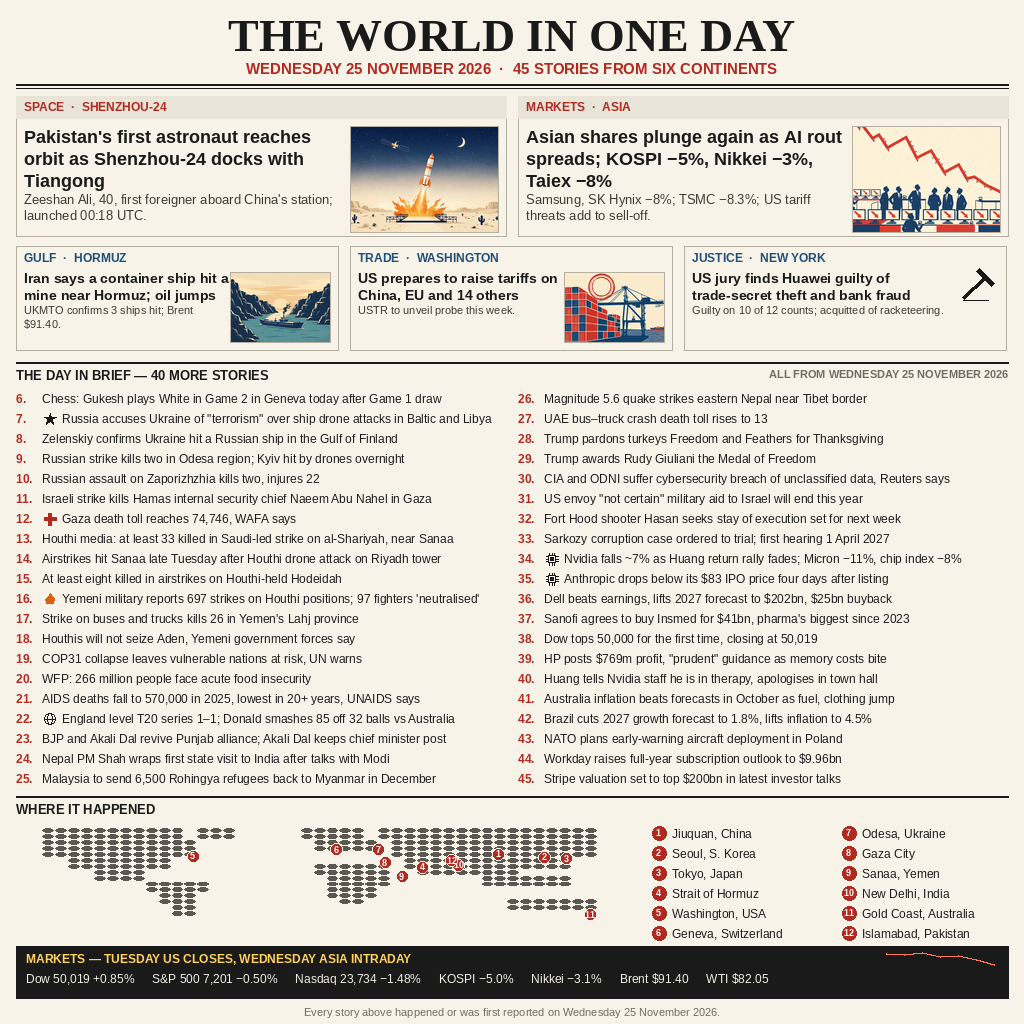 THE WORLD IN ONE DAY
WEDNESDAY 25 NOVEMBER 2026 · 45 STORIES FROM SIX CONTINENTS
SPACE · SHENZHOU-24
Pakistan's first astronaut reaches
orbit as Shenzhou-24 docks with
Tiangong
Zeeshan Ali, 40, first foreigner aboard China's station;
launched 00:18 UTC.
MARKETS · ASIA
Asian shares plunge again as AI rout
spreads; KOSPI −5%, Nikkei −3%,
Taiex −8%
Samsung, SK Hynix −8%; TSMC −8.3%; US tariff
threats add to sell-off.
GULF · HORMUZ
Iran says a container ship hit a
mine near Hormuz; oil jumps
UKMTO confirms 3 ships hit; Brent
$91.40.
TRADE · WASHINGTON
US prepares to raise tariffs on
China, EU and 14 others
USTR to unveil probe this week.
JUSTICE · NEW YORK
US jury finds Huawei guilty of
trade-secret theft and bank fraud
Guilty on 10 of 12 counts; acquitted of racketeering.
THE DAY IN BRIEF — 40 MORE STORIES
ALL FROM WEDNESDAY 25 NOVEMBER 2026
6. Chess: Gukesh plays White in Game 2 in Geneva today after Game 1 draw
7. Russia accuses Ukraine of "terrorism" over ship drone attacks in Baltic and Libya
8. Zelenskiy confirms Ukraine hit a Russian ship in the Gulf of Finland
9. Russian strike kills two in Odesa region; Kyiv hit by drones overnight
10. Russian assault on Zaporizhzhia kills two, injures 22
11. Israeli strike kills Hamas internal security chief Naeem Abu Nahel in Gaza
12. Gaza death toll reaches 74,746, WAFA says
13. Houthi media: at least 33 killed in Saudi-led strike on al-Shariyah, near Sanaa
14. Airstrikes hit Sanaa late Tuesday after Houthi drone attack on Riyadh tower
15. At least eight killed in airstrikes on Houthi-held Hodeidah
16. Yemeni military reports 697 strikes on Houthi positions; 97 fighters 'neutralised'
17. Strike on buses and trucks kills 26 in Yemen's Lahj province
18. Houthis will not seize Aden, Yemeni government forces say
19. COP31 collapse leaves vulnerable nations at risk, UN warns
20. WFP: 266 million people face acute food insecurity
21. AIDS deaths fall to 570,000 in 2025, lowest in 20+ years, UNAIDS says
22. England level T20 series 1–1; Donald smashes 85 off 32 balls vs Australia
23. BJP and Akali Dal revive Punjab alliance; Akali Dal keeps chief minister post
24. Nepal PM Shah wraps first state visit to India after talks with Modi
25. Malaysia to send 6,500 Rohingya refugees back to Myanmar in December
26. Magnitude 5.6 quake strikes eastern Nepal near Tibet border
27. UAE bus–truck crash death toll rises to 13
28. Trump pardons turkeys Freedom and Feathers for Thanksgiving
29. Trump awards Rudy Giuliani the Medal of Freedom
30. CIA and ODNI suffer cybersecurity breach of unclassified data, Reuters says
31. US envoy "not certain" military aid to Israel will end this year
32. Fort Hood shooter Hasan seeks stay of execution set for next week
33. Sarkozy corruption case ordered to trial; first hearing 1 April 2027
34. Nvidia falls ~7% as Huang return rally fades; Micron −11%, chip index −8%
35. Anthropic drops below its $83 IPO price four days after listing
36. Dell beats earnings, lifts 2027 forecast to $202bn, $25bn buyback
37. Sanofi agrees to buy Insmed for $41bn, pharma's biggest since 2023
38. Dow tops 50,000 for the first time, closing at 50,019
39. HP posts $769m profit, "prudent" guidance as memory costs bite
40. Huang tells Nvidia staff he is in therapy, apologises in town hall
41. Australia inflation beats forecasts in October as fuel, clothing jump
42. Brazil cuts 2027 growth forecast to 1.8%, lifts inflation to 4.5%
43. NATO plans early-warning aircraft deployment in Poland
44. Workday raises full-year subscription outlook to $9.96bn
45. Stripe valuation set to top $200bn in latest investor talks
WHERE IT HAPPENED
1 Jiuquan, China
2 Seoul, S. Korea
3 Tokyo, Japan
4 Strait of Hormuz
5 Washington, USA
6 Geneva, Switzerland
7 Odesa, Ukraine
8 Gaza City
9 Sanaa, Yemen
10 New Delhi, India
11 Gold Coast, Australia
12 Islamabad, Pakistan
MARKETS — TUESDAY US CLOSES, WEDNESDAY ASIA INTRADAY
Dow 50,019 +0.85% S&P 500 7,201 −0.50% Nasdaq 23,734 −1.48% KOSPI −5.0% Nikkei −3.1% Brent $91.40 WTI $82.05
Every story above happened or was first reported on Wednesday 25 November 2026.